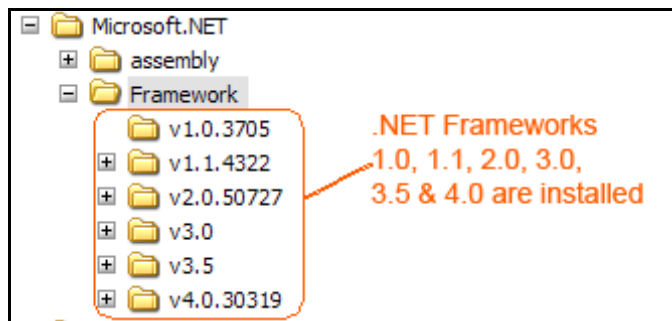 Microsoft.NET
assembly
Framework
v1.0.3705
v1.1.4322
v2.0.50727
v3.0
v3.5
v4.0.30319
.NET Frameworks
1.0, 1.1, 2.0, 3.0,
3.5 & 4.0 are installed